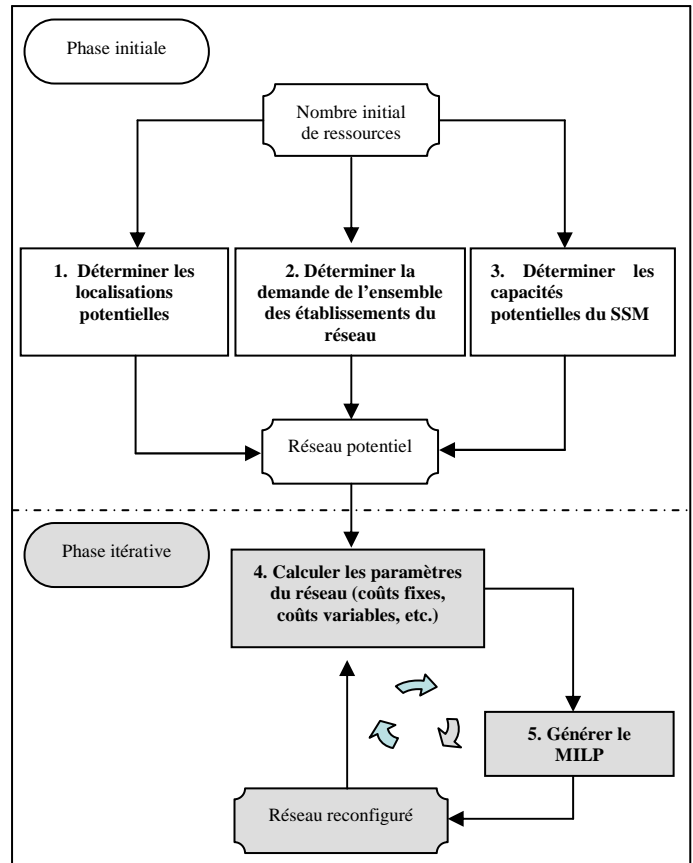 Phase initiale
Nombre initial
de ressources
1. Déterminer les
localisations
potentielles
2. Déterminer la
demande de l'ensemble
des établissements du
réseau
3. Déterminer les
capacités
potentielles du SSM
Réseau potentiel
Phase itérative
4. Calculer les paramètres
du réseau (coûts fixes,
coûts variables, etc.)
5. Générer le
MILP
Réseau reconfiguré